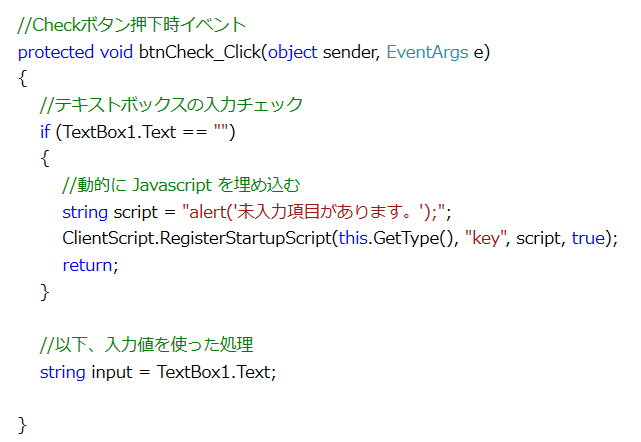 //Checkボタン押下時イベント
protected void btnCheck_Click(object sender, EventArgs e)
{
    //テキストボックスの入力チェック
    if (TextBox1.Text == "")
    {
        //動的に Javascript を埋め込む
        string script = "alert('未入力項目があります。');";
        ClientScript.RegisterStartupScript(this.GetType(), "key", script, true);
        return;
    }

    //以下、入力値を使った処理
    string input = TextBox1.Text;

}